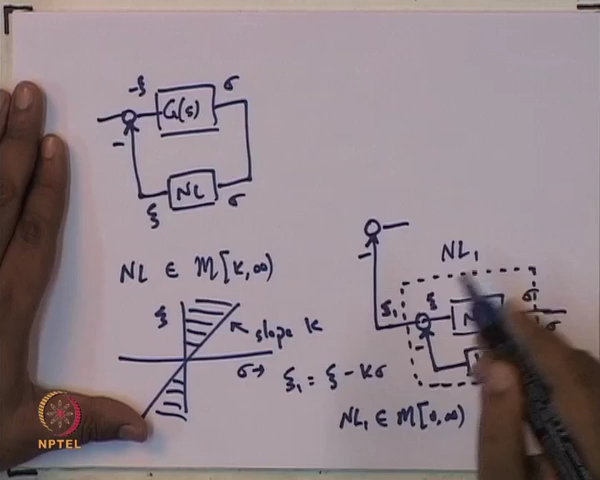 -ξ G(s) σ
-
NL
ξ σ
NL ∈ M[K,∞)
ξ
slope K
σ→
ξ₁ = ξ - Kσ
NL₁ ∈ M[0,∞)
-
NL₁
ξ₁ ξ N σ
σ
-
NPTEL